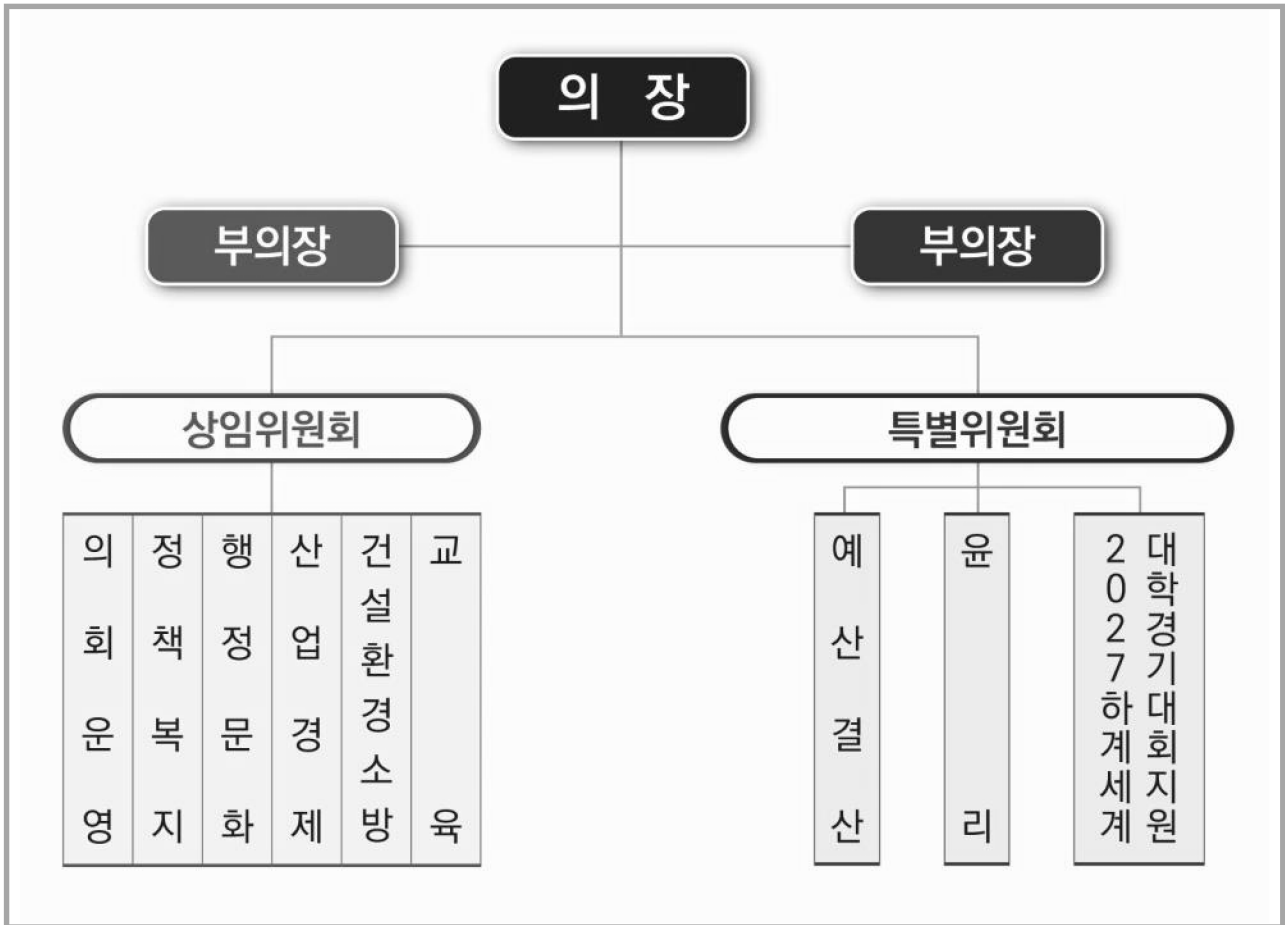 의 장
부의장
부의장
상임위원회
특별위원회
의회운영
정책복지
행정문화
산업경제
건설환경소방
교육
예산결산
윤리
2027하계세계
대학경기대회지원